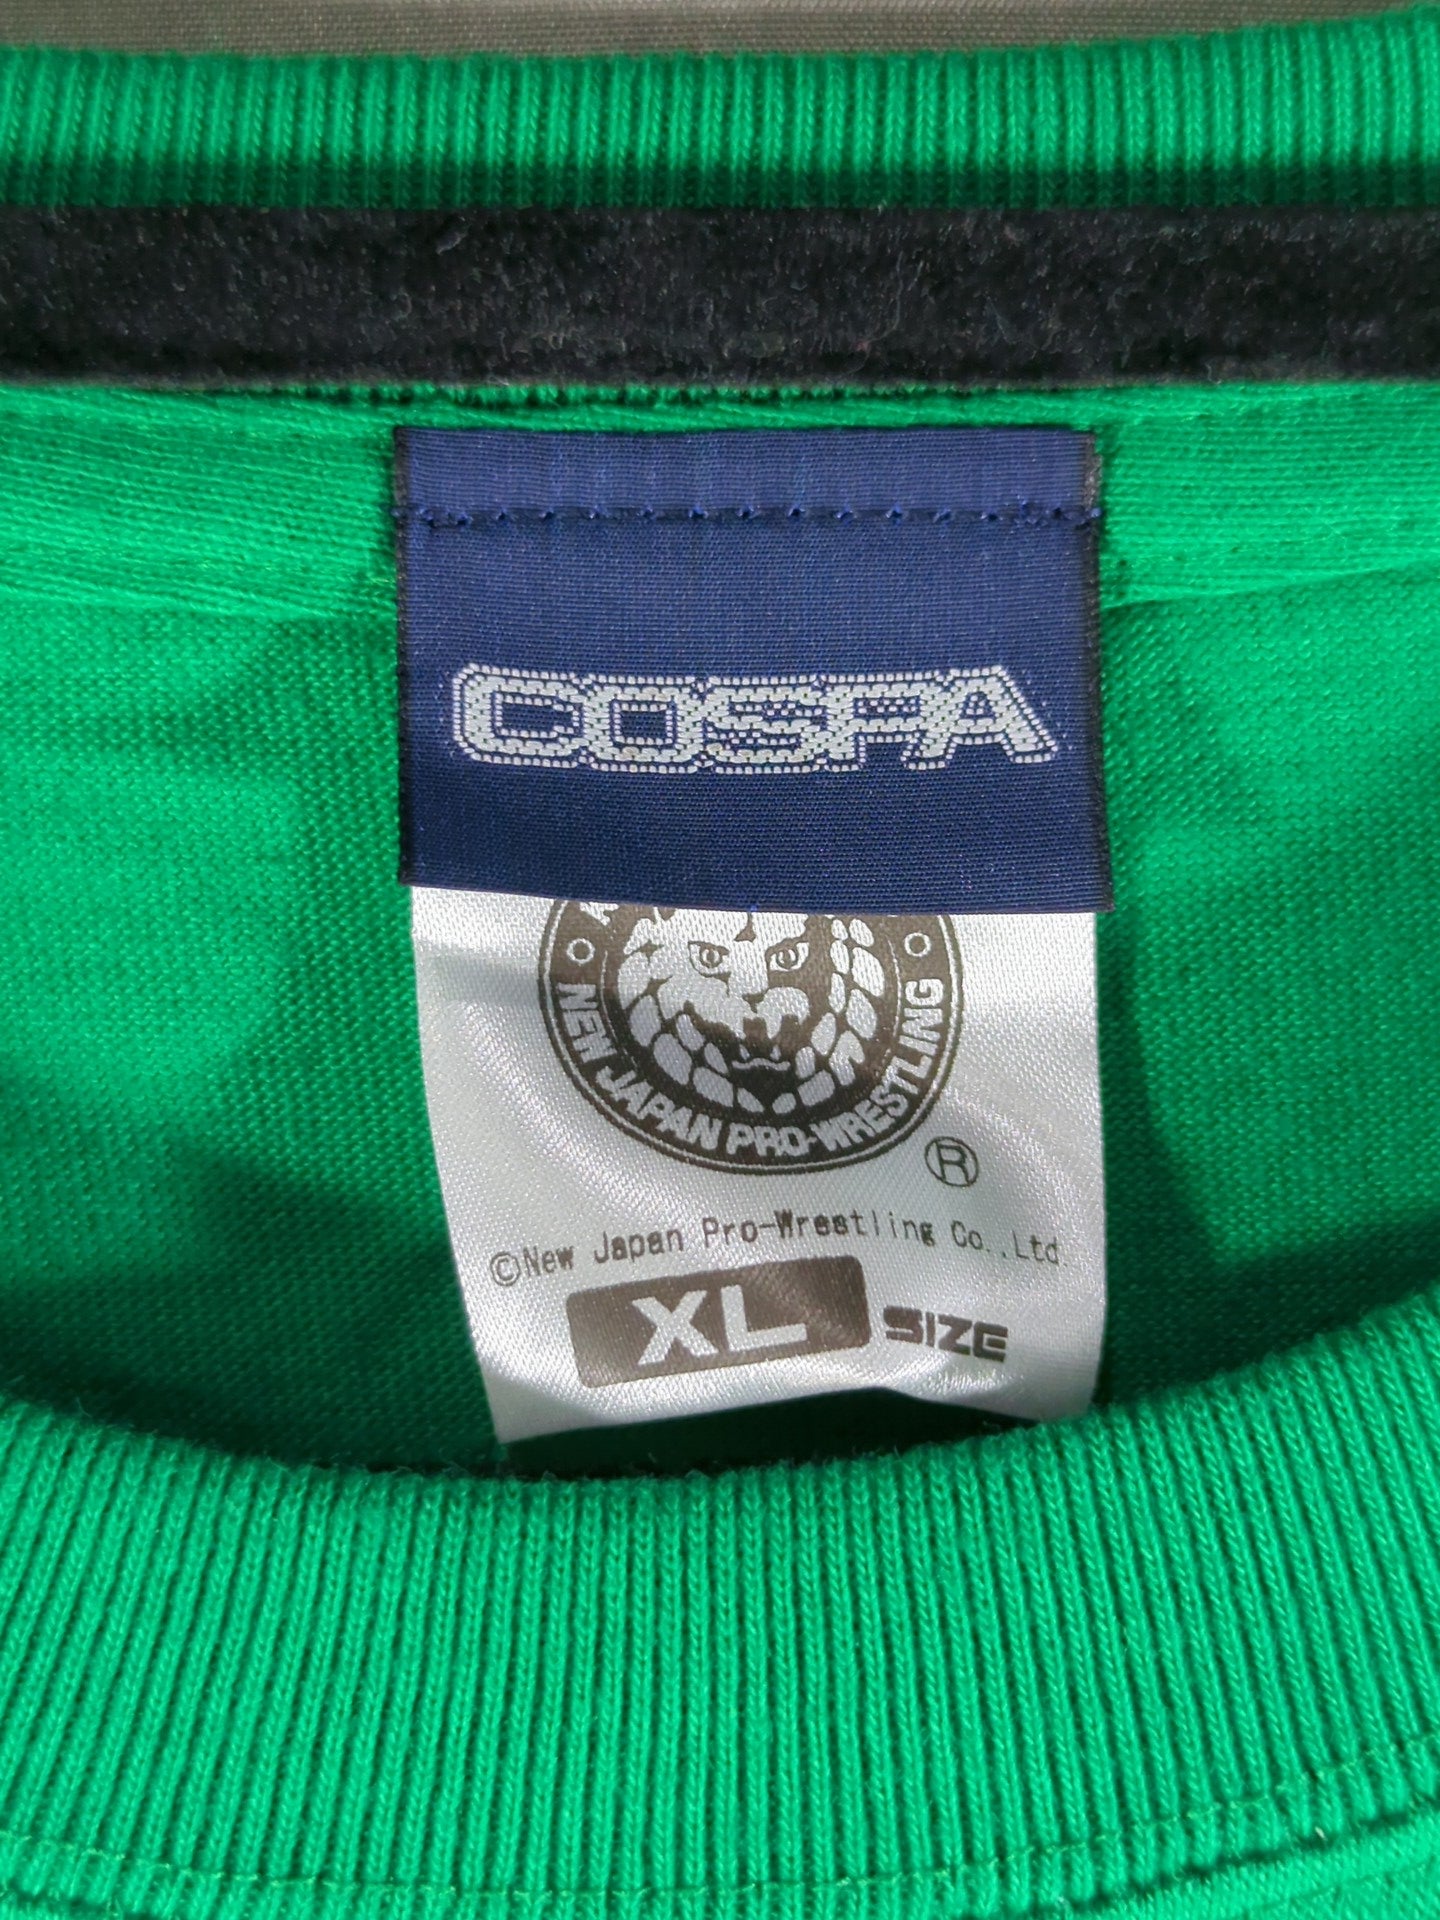 COSPA
NEW JAPAN PRO-WRESTLING
®
©New Japan Pro-Wrestling Co.,Ltd.
XL SIZE